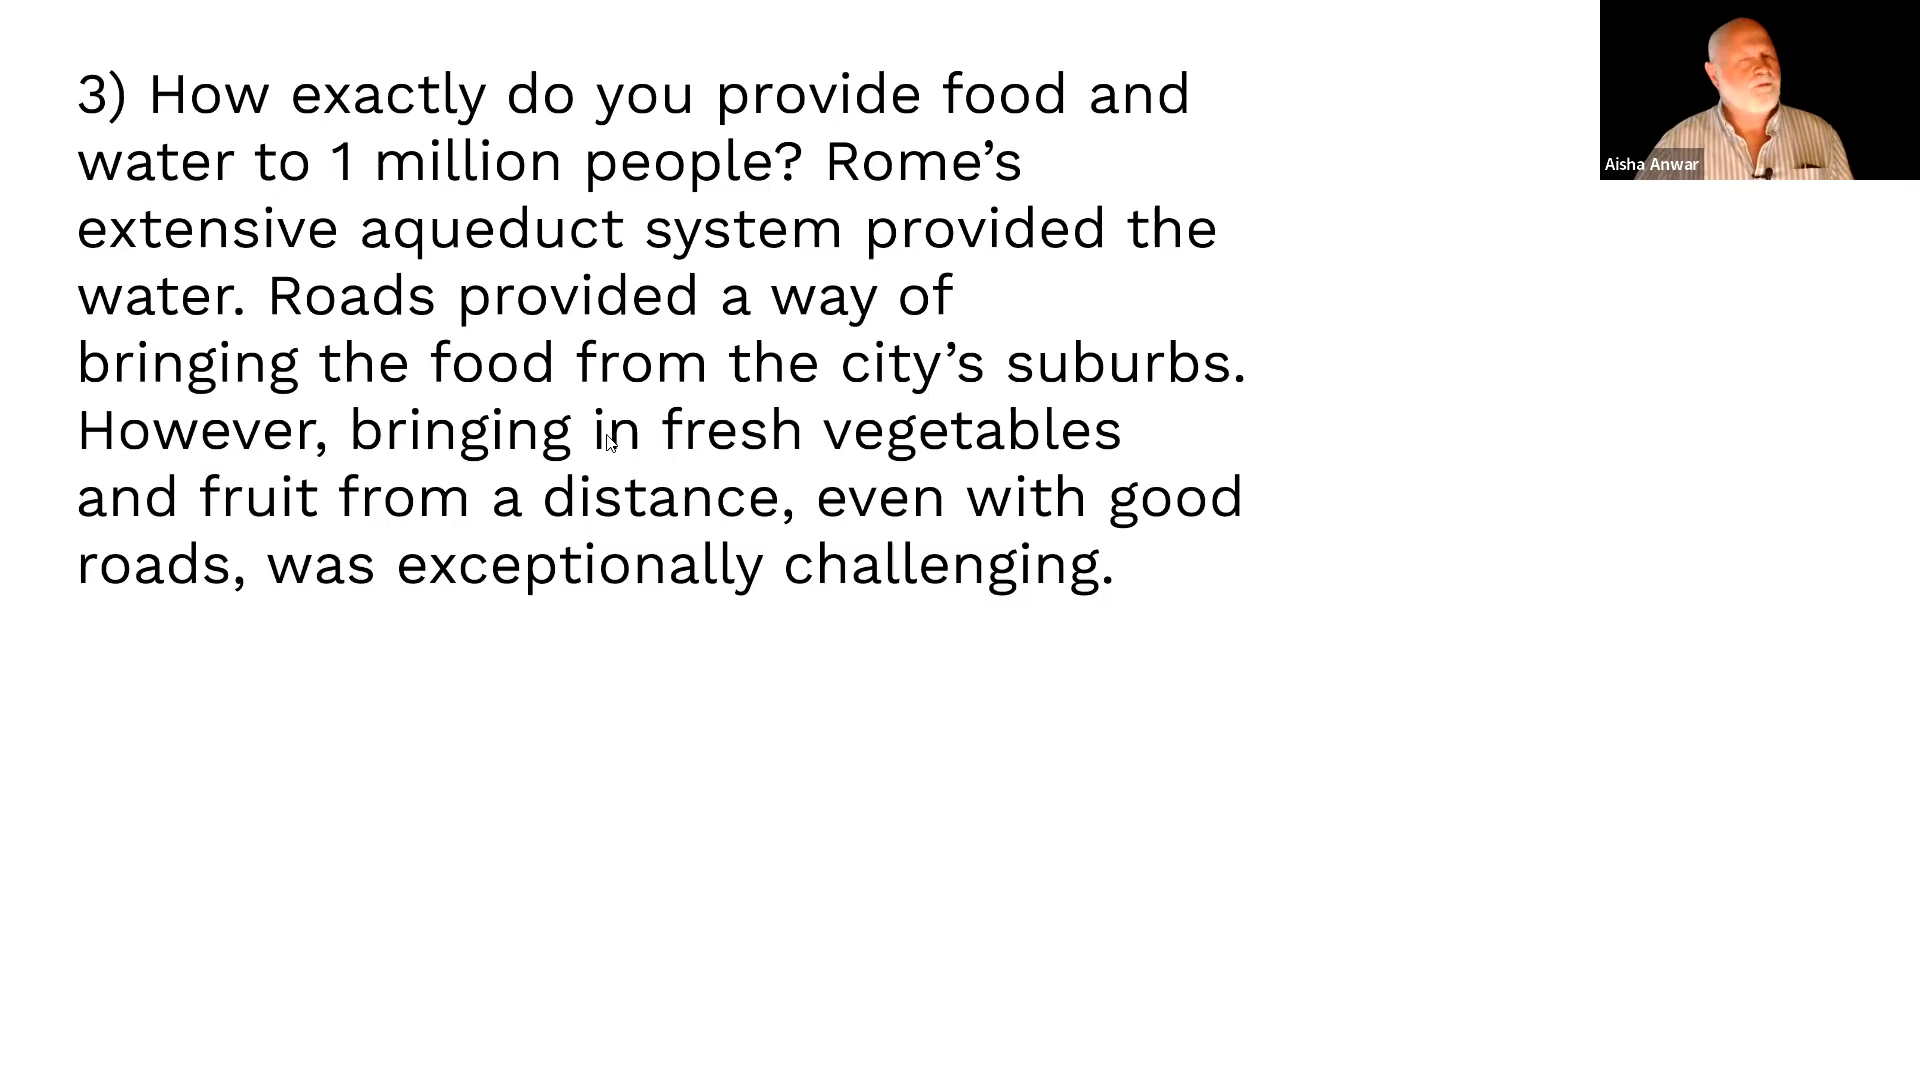 3) How exactly do you provide food and
water to 1 million people? Rome’s
extensive aqueduct system provided the
water. Roads provided a way of
bringing the food from the city’s suburbs.
However, bringing in fresh vegetables
and fruit from a distance, even with good
roads, was exceptionally challenging.
Aisha Anwar